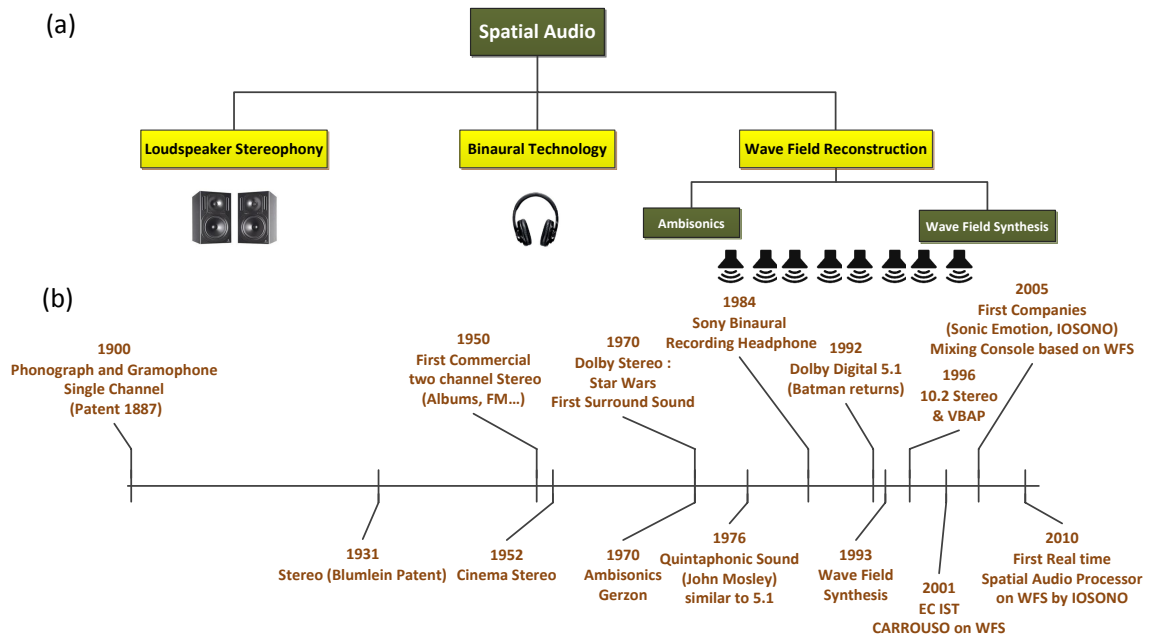 (a)
Spatial Audio
Loudspeaker Stereophony
Binaural Technology
Wave Field Reconstruction
Ambisonics
Wave Field Synthesis
(b)
1900
Phonograph and Gramophone
Single Channel
(Patent 1887)
1931
Stereo (Blumlein Patent)
1950
First Commercial
two channel Stereo
(Albums, FM...)
1952
Cinema Stereo
1970
Dolby Stereo :
Star Wars
First Surround Sound
1970
Ambisonics
Gerzon
1976
Quintaphonic Sound
(John Mosley)
similar to 5.1
1984
Sony Binaural
Recording Headphone
1992
Dolby Digital 5.1
(Batman returns)
1993
Wave Field
Synthesis
1996
10.2 Stereo
& VBAP
2001
EC IST
CARROUSO on WFS
2005
First Companies
(Sonic Emotion, IOSONO)
Mixing Console based on WFS
2010
First Real time
Spatial Audio Processor
on WFS by IOSONO